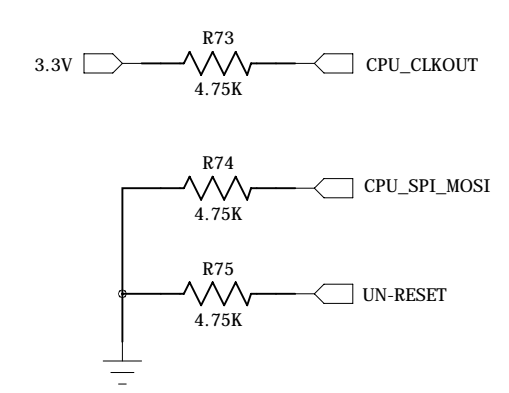 R73
3.3V CPU_CLKOUT
4.75K
R74
CPU_SPI_MOSI
4.75K
R75
UN-RESET
4.75K